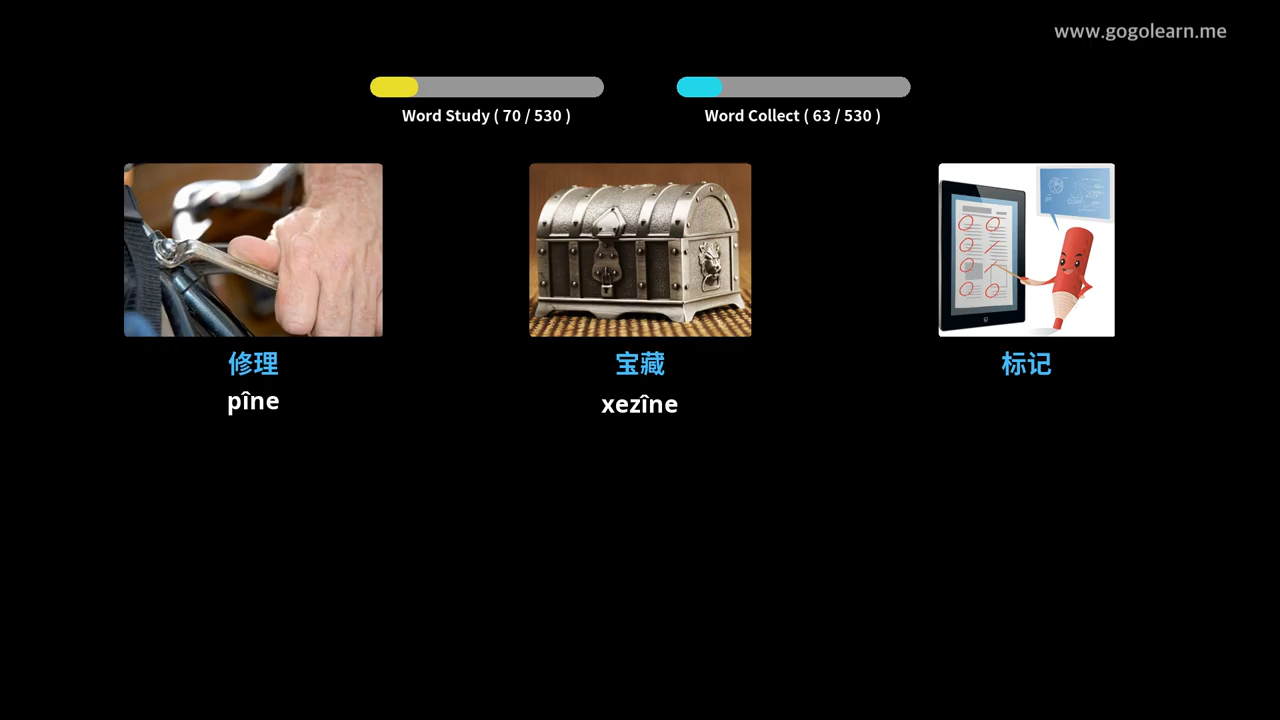 www.gogolearn.me
Word Study ( 70 / 530 )
Word Collect ( 63 / 530 )
修理
pîne
宝藏
xezîne
标记